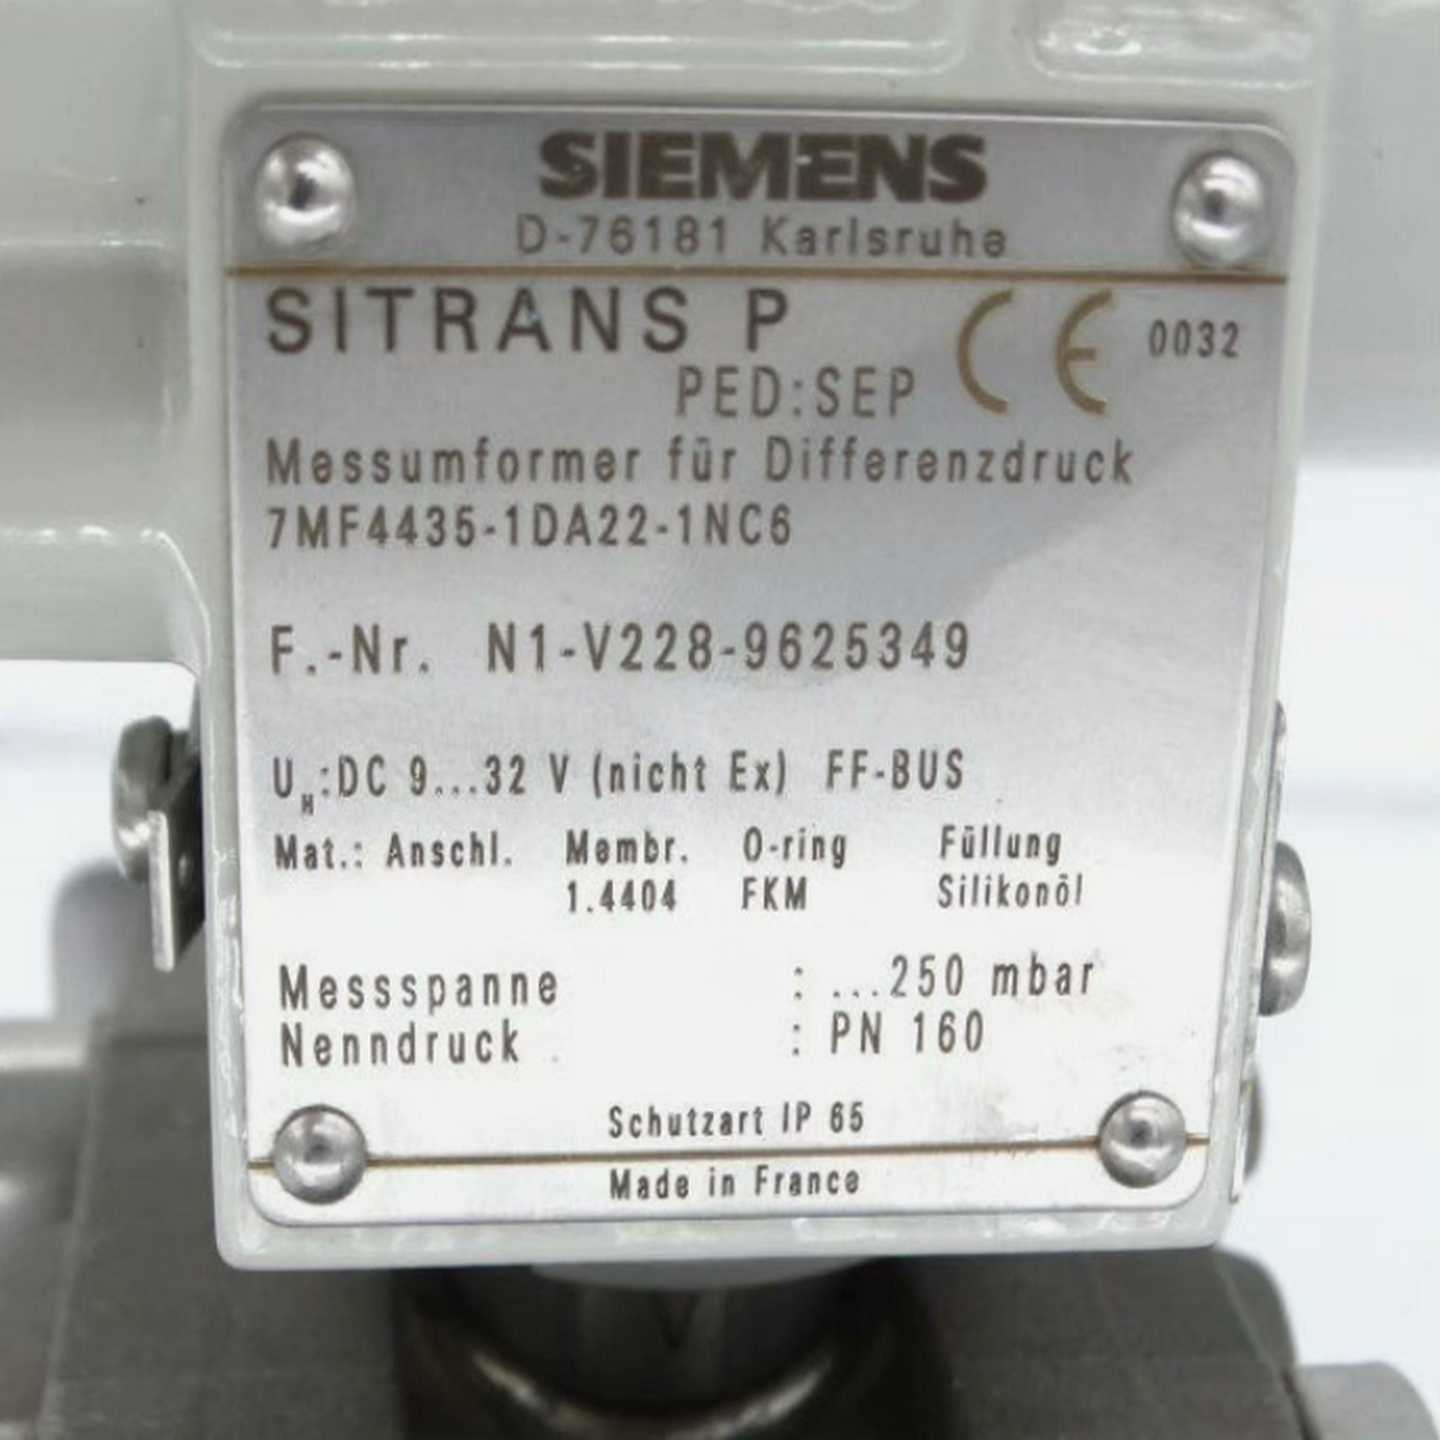 SIEMENS
D-76181 Karlsruhe
SITRANS P CE 0032
PED:SEP
Messumformer für Differenzdruck
7MF4435-1DA22-1NC6
F.-Nr. N1-V228-9625349
UH:DC 9...32 V (nicht Ex) FF-BUS
Mat.: Anschl. Membr. O-ring Füllung
1.4404 FKM Silikonöl
Messspanne : ...250 mbar
Nenndruck : PN 160
Schutzart IP 65
Made in France